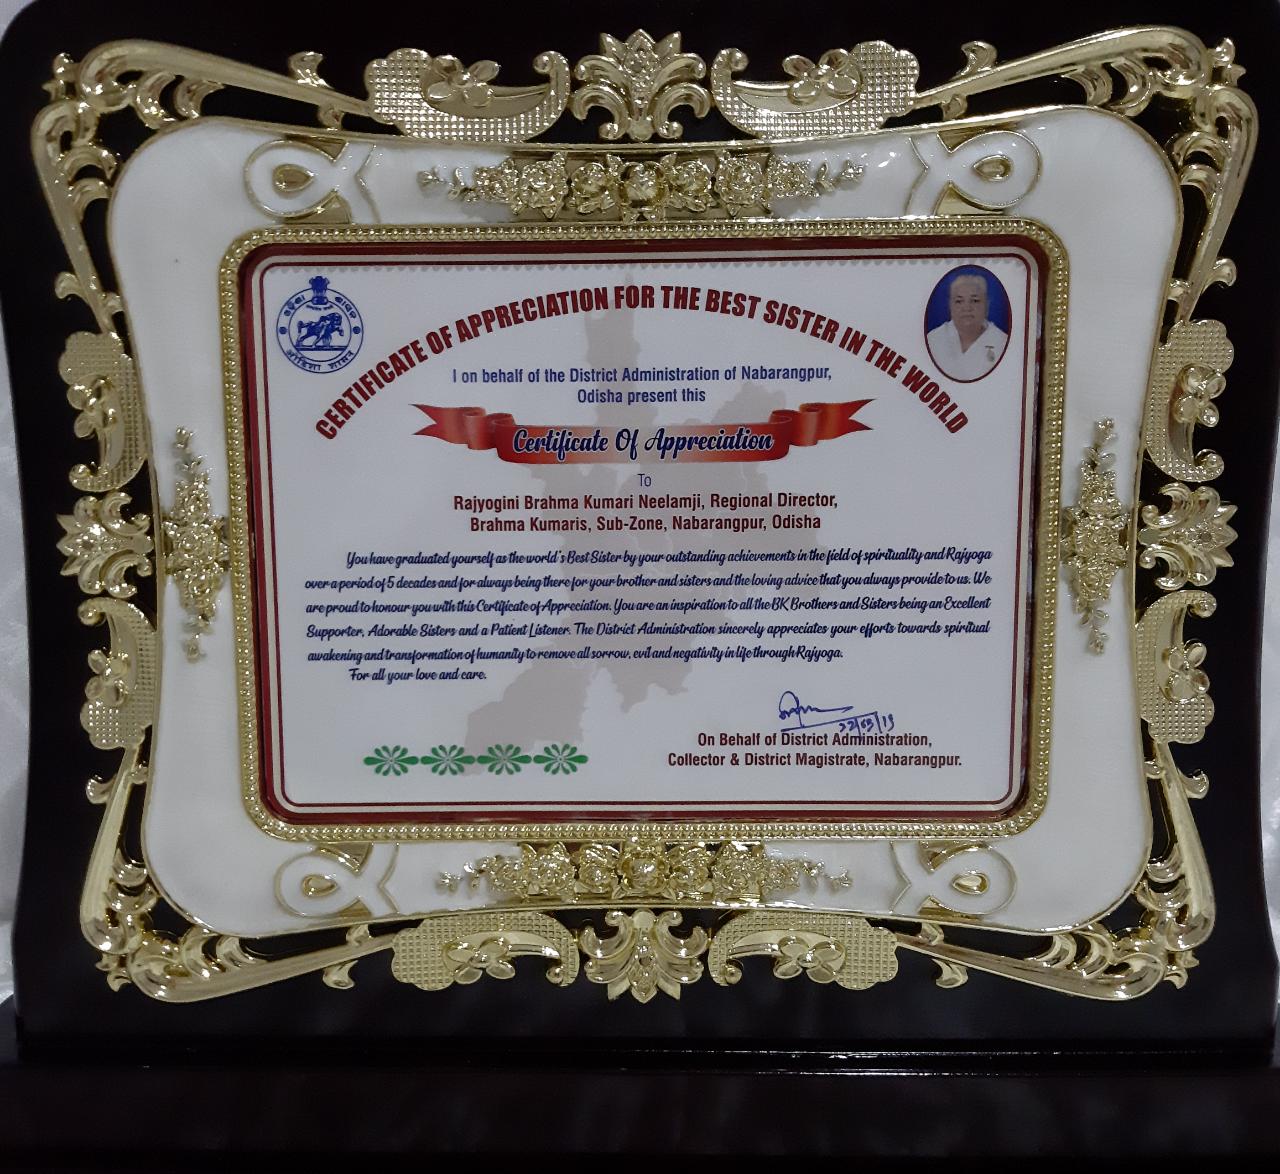 CERTIFICATE OF APPRECIATION FOR THE BEST SISTER IN THE WORLD
ଓଡ଼ିଶା ଶାସନ
I on behalf of the District Administration of Nabarangpur,
Odisha present this
Certificate Of Appreciation
To
Rajyogini Brahma Kumari Neelamji, Regional Director,
Brahma Kumaris, Sub-Zone, Nabarangpur, Odisha
You have graduated yourself as the world's Best Sister by your outstanding achievements in the field of spirituality and Rajyoga
over a period of 5 decades and for always being there for your brother and sisters and the loving advice that you always provide to us. We
are proud to honour you with this Certificate of Appreciation. You are an inspiration to all the BK Brothers and Sisters being an Excellent
Supporter, Adorable Sisters and a Patient Listener. The District Administration sincerely appreciates your efforts towards spiritual
awakening and transformation of humanity to remove all sorrow, evil and negativity in life through Rajyoga.
For all your love and care.
On Behalf of District Administration,
Collector & District Magistrate, Nabarangpur.